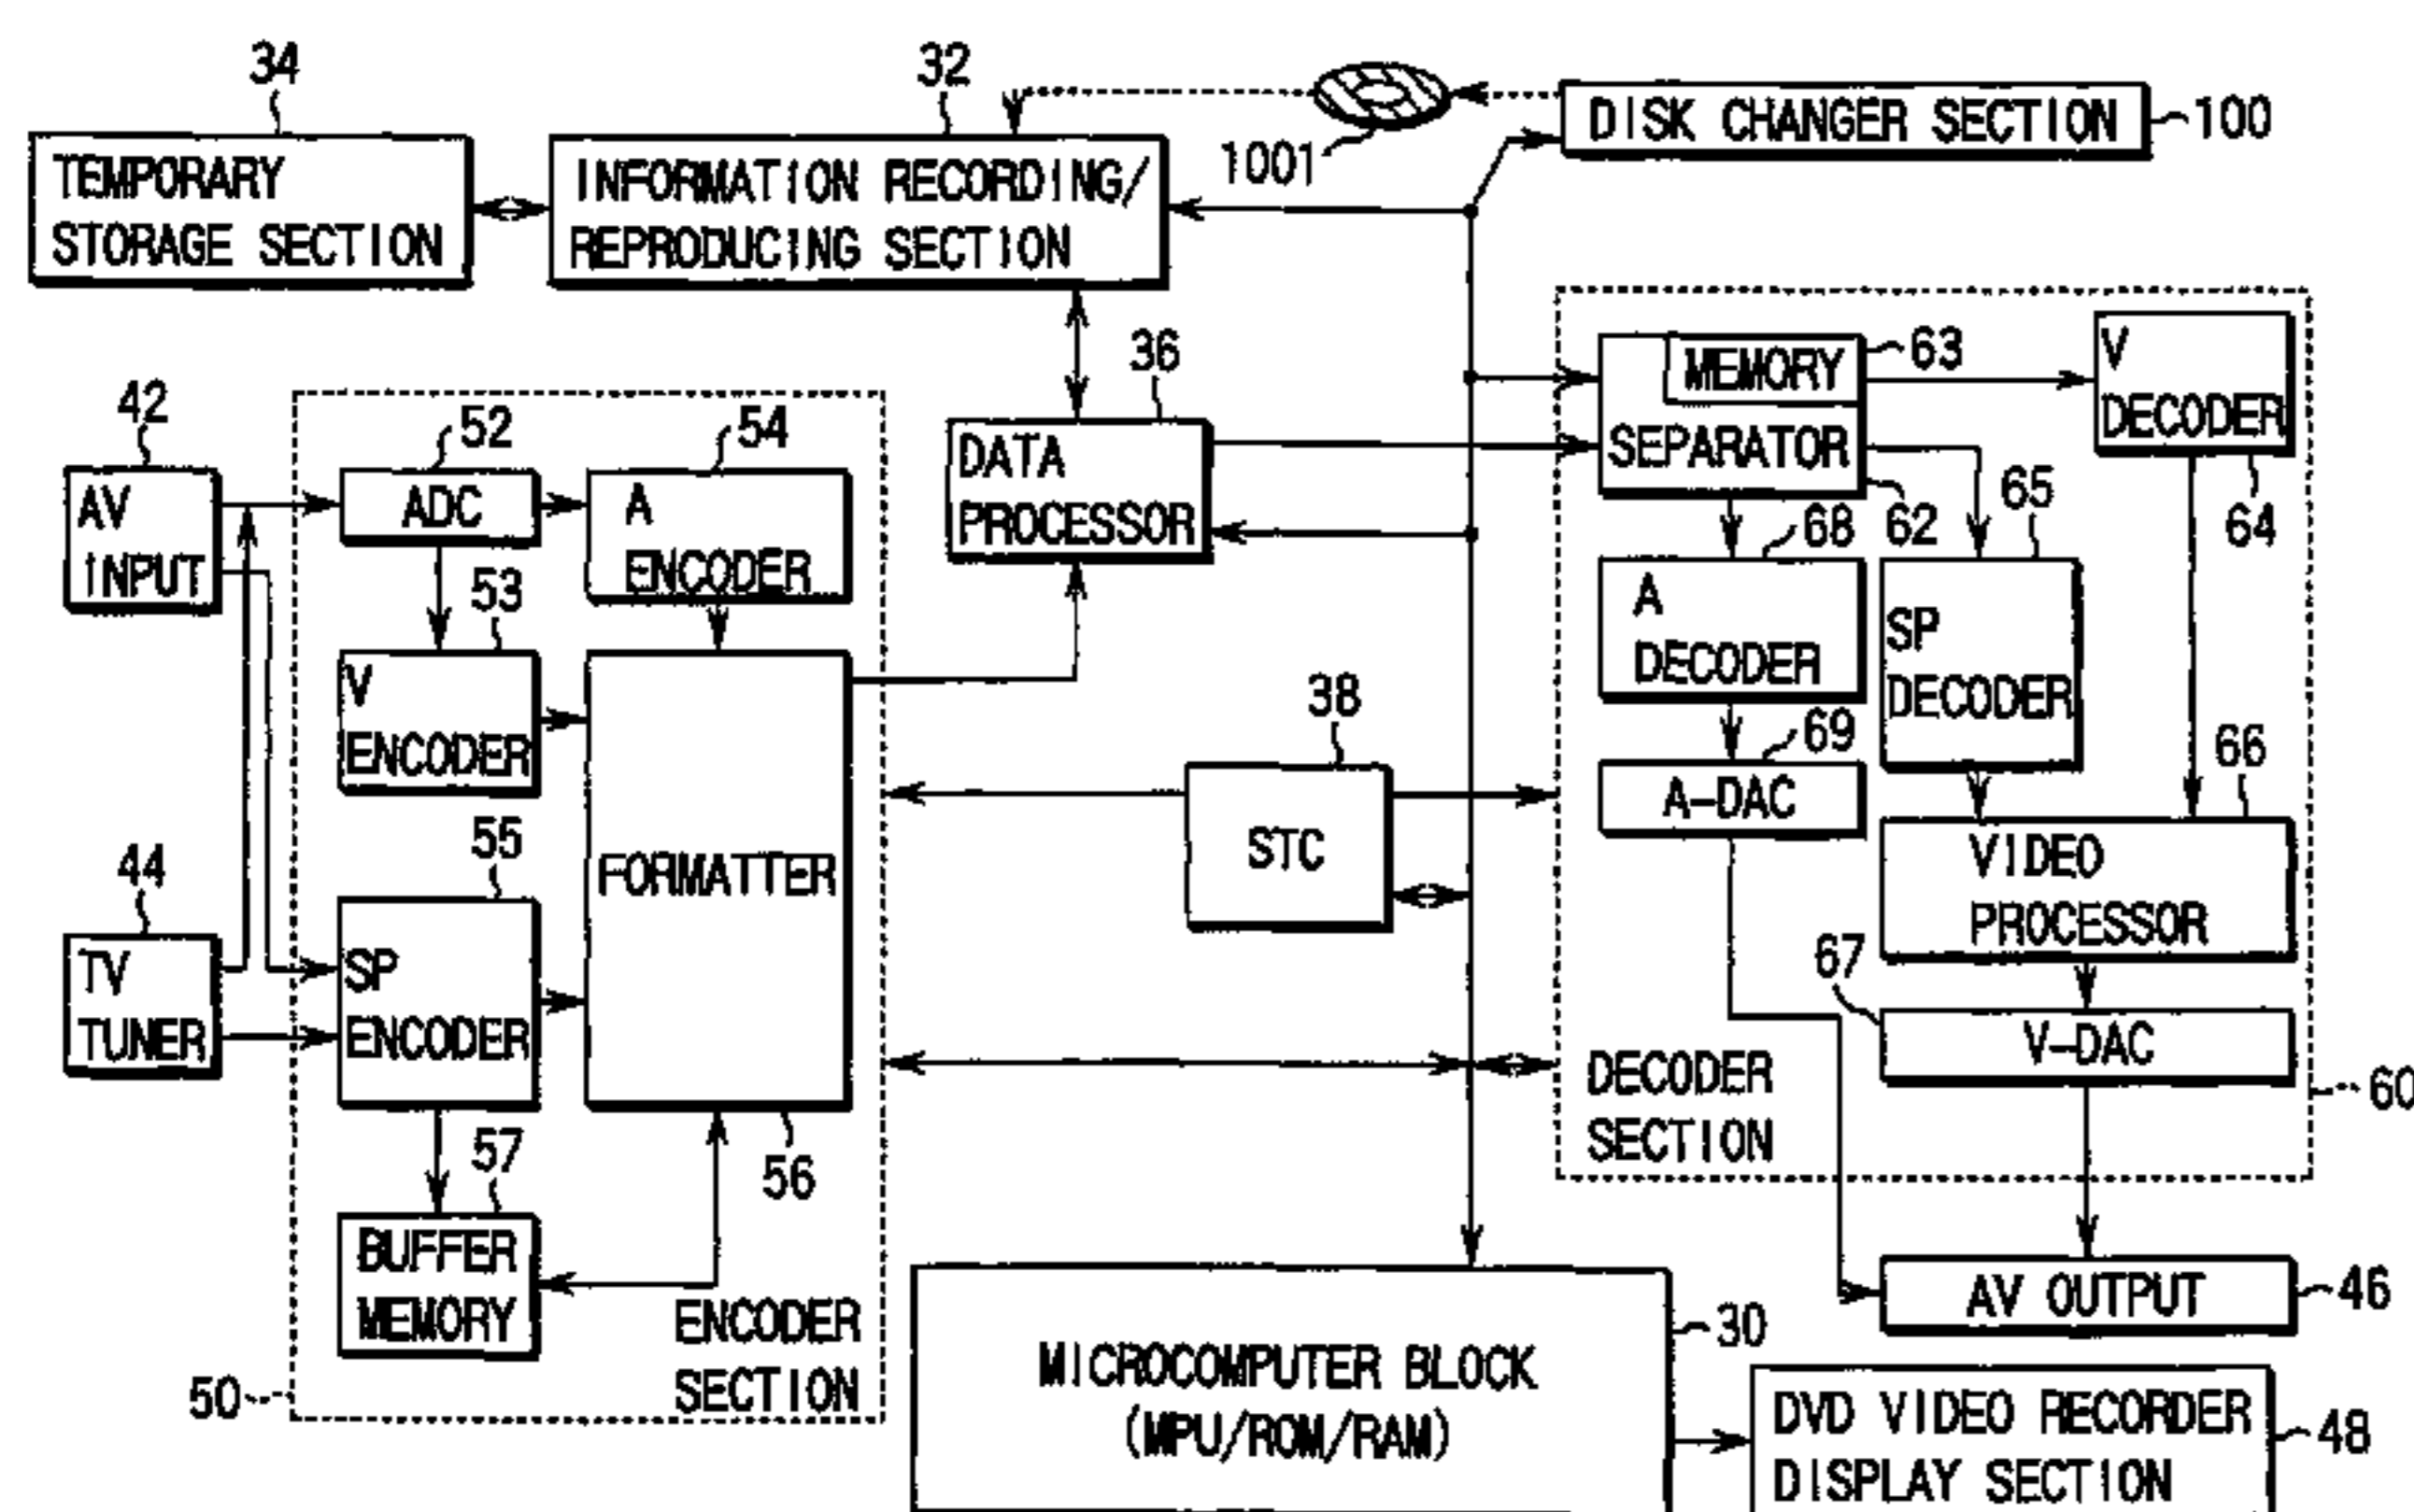 34
32
DISK CHANGER SECTION
100
1001
TEMPORARY
STORAGE SECTION
INFORMATION RECORDING/
REPRODUCING SECTION
36
MEMORY
63
V
DECODER
64
SEPARATOR
62
42
AV
INPUT
52
ADC
54
A
ENCODER
DATA
PROCESSOR
53
V
ENCODER
68
A
DECODER
65
SP
DECODER
38
STC
69
A-DAC
66
VIDEO
PROCESSOR
44
TV
TUNER
55
SP
ENCODER
FORMATTER
56
67
V-DAC
DECODER
SECTION
60
57
BUFFER
MEMORY
ENCODER
SECTION
50
AV OUTPUT
46
MICROCOMPUTER BLOCK
(MPU/ROM/RAM)
30
DVD VIDEO RECORDER
DISPLAY SECTION
48